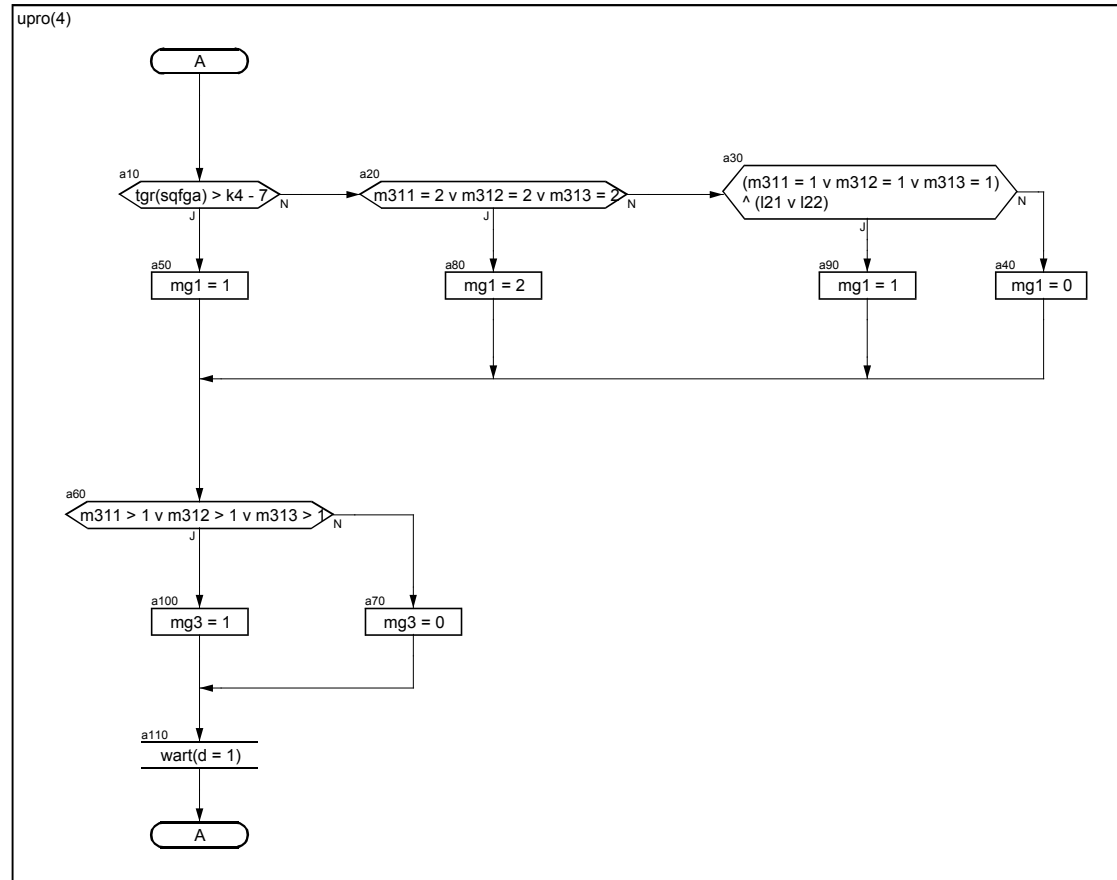 upro(4)
A
a10
tgr(sqfga) > k4 - 7
N
J
a20
m311 = 2 v m312 = 2 v m313 = 2
N
J
a30
(m311 = 1 v m312 = 1 v m313 = 1)
^ (l21 v l22)
N
J
a50
mg1 = 1
a80
mg1 = 2
a90
mg1 = 1
a40
mg1 = 0
a60
m311 > 1 v m312 > 1 v m313 > 1
N
J
a100
mg3 = 1
a70
mg3 = 0
a110
wart(d = 1)
A